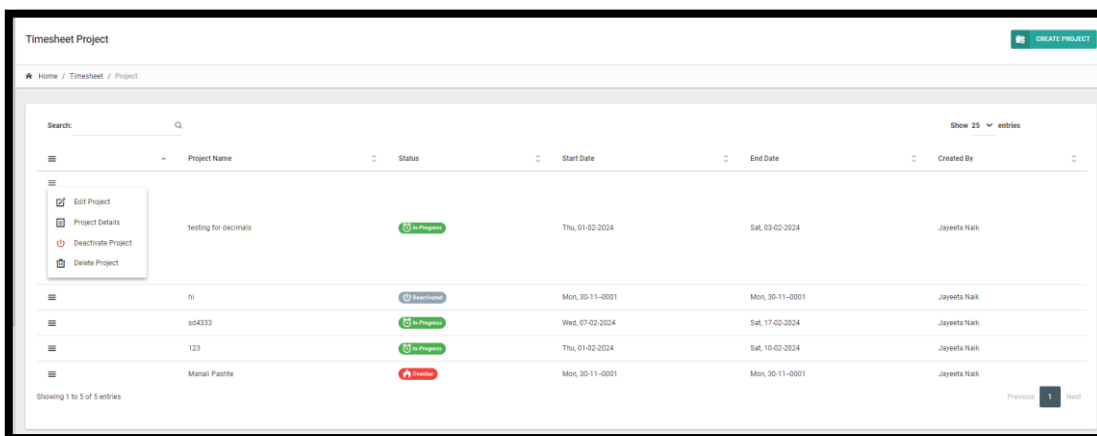 Timesheet Project
CREATE PROJECT
Home / Timesheet / Project
Search:
Show 25 entries
Project Name Status Start Date End Date Created By
Edit Project
Project Details
Deactivate Project
Delete Project
testing for decimals In-Progress Thu, 01-02-2024 Sat, 03-02-2024 Jayeeta Naik
hi Deactivated Mon, 30-11--0001 Mon, 30-11--0001 Jayeeta Naik
sd4333 In-Progress Wed, 07-02-2024 Sat, 17-02-2024 Jayeeta Naik
123 In-Progress Thu, 01-02-2024 Sat, 10-02-2024 Jayeeta Naik
Manali Pashte Overdue Mon, 30-11--0001 Mon, 30-11--0001 Jayeeta Naik
Showing 1 to 5 of 5 entries
Previous 1 Next